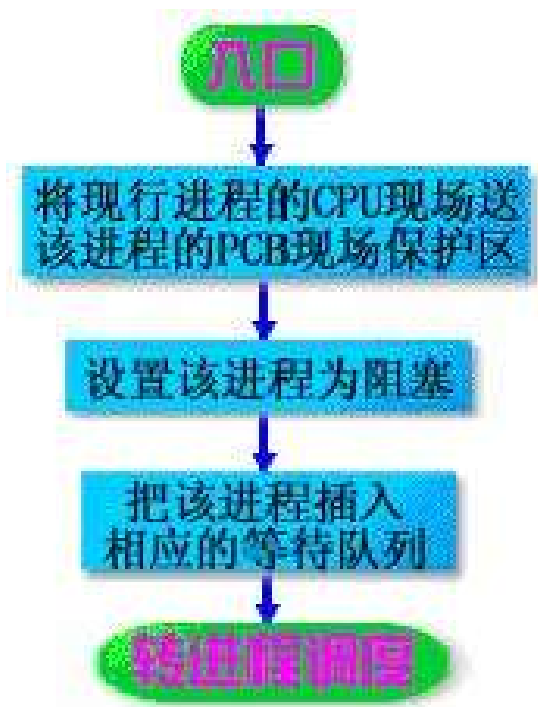 入口
将现行进程的CPU现场送
该进程的PCB现场保护区
设置该进程为阻塞
把该进程插入
相应的等待队列
转进程调度